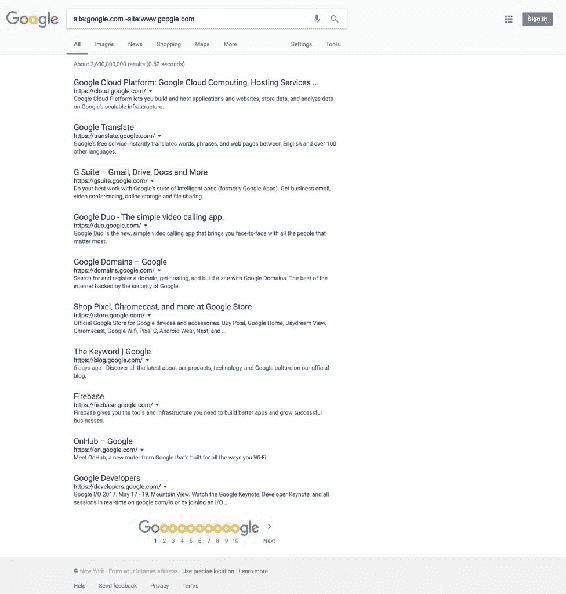 Google
site:google.com -site:www.google.com
Sign in
All Images News Shopping Maps More Settings Tools
About 2,600,000,000 results (0.52 seconds)
Google Cloud Platform: Google Cloud Computing, Hosting Services ...
https://cloud.google.com/
Google Cloud Platform lets you build and host applications and websites, store data, and analyze data
on Google's scalable infrastructure.
Google Translate
https://translate.google.com/
Google's free service instantly translates words, phrases, and web pages between English and over 100
other languages.
G Suite – Gmail, Drive, Docs and More
https://gsuite.google.com/
Do your best work with Google's suite of intelligent apps (formerly Google Apps). Get business email,
video conferencing, online storage and file sharing.
Google Duo - The simple video calling app.
https://duo.google.com/
Google Duo is the new, simple video calling app that brings you face-to-face with all the people that
matter most.
Google Domains – Google
https://domains.google.com/
Search for and register a domain, get hosting, and build a site with Google Domains. The best of the
internet backed by the security of Google.
Shop Pixel, Chromecast, and more at Google Store
https://store.google.com/
Official Google Store for Google devices and accessories. Buy Pixel, Google Home, Daydream View,
Chromecast, Google Wifi, Pixel C, Android Wear, Nest, and ...
The Keyword | Google
https://blog.google.com/
6 days ago - Discover all the latest about our products, technology, and Google culture on our official
blog.
Firebase
https://firebase.google.com/
Firebase gives you the tools and infrastructure you need to build better apps and grow successful
businesses.
OnHub – Google
https://on.google.com/
Meet OnHub, a new router from Google that's built for all the ways you Wi-Fi.
Google Developers
https://developers.google.com/
Google I/O 2017. May 17 - 19, Mountain View. Watch the Google Keynote, Developer Keynote, and all
sessions in real-time on google.com/io or by joining an I/O ...
Goooooooooogle
1 2 3 4 5 6 7 8 9 10 Next
New York - From your Internet address - Use precise location - Learn more
Help Send feedback Privacy Terms